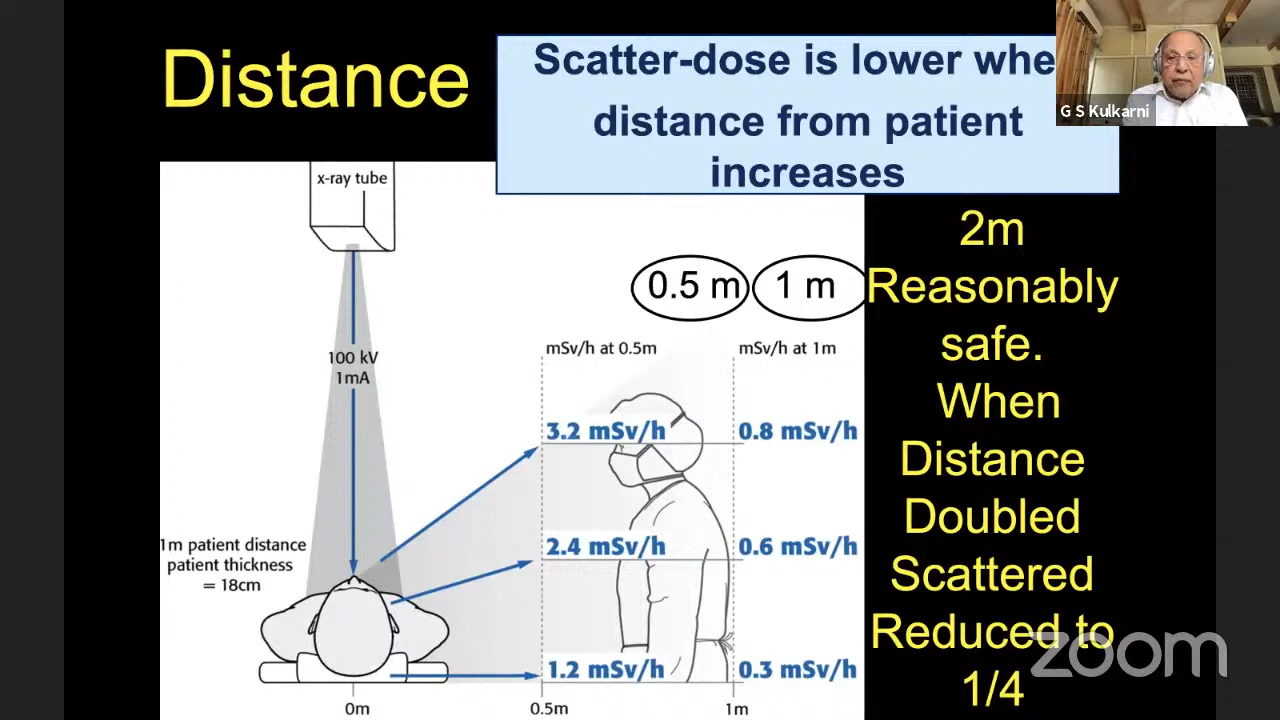 Distance
Scatter-dose is lower whe
distance from patient
increases
G S Kulkarni
x-ray tube
0.5 m
1 m
2m
Reasonably
safe.
When
Distance
Doubled
Scattered
Reduced to
1/4
mSv/h at 0.5m
mSv/h at 1m
100 kV
1mA
3.2 mSv/h
0.8 mSv/h
1m patient distance
patient thickness
= 18cm
2.4 mSv/h
0.6 mSv/h
1.2 mSv/h
0.3 mSv/h
0m
0.5m
1m
zoom